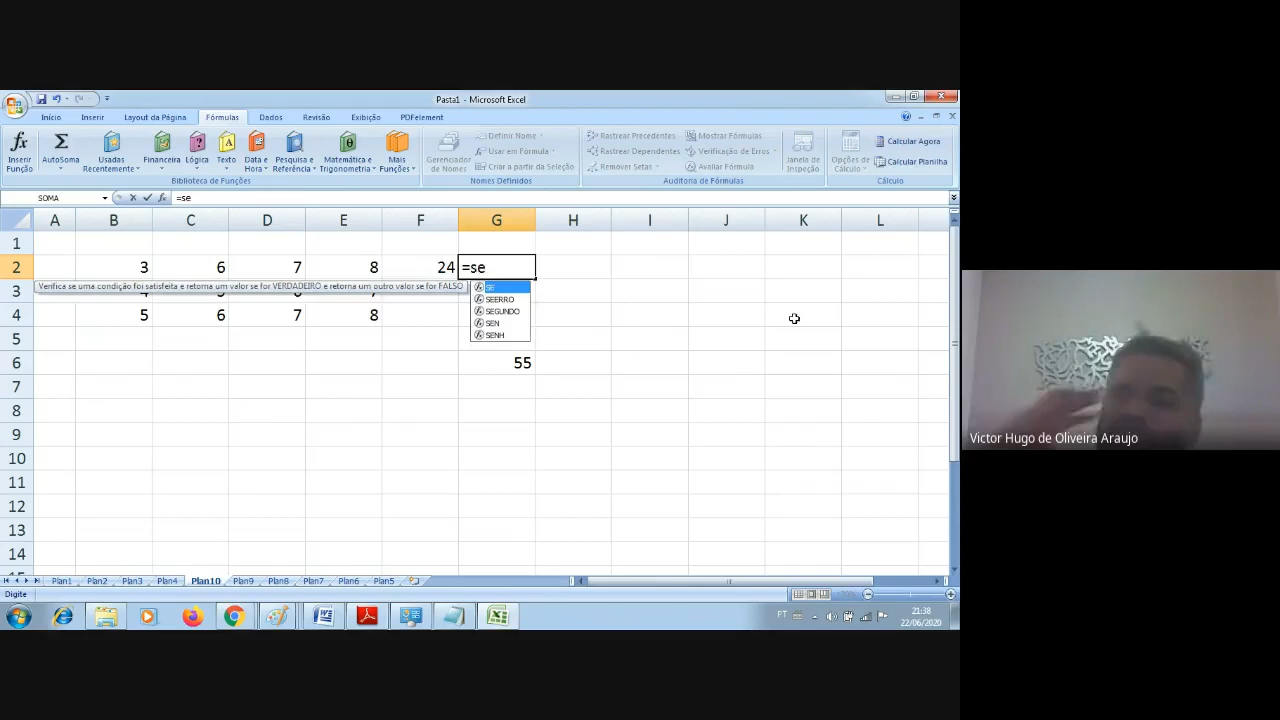 Pasta1 - Microsoft Excel
Início Inserir Layout da Página Fórmulas Dados Revisão Exibição PDFelement
Inserir Função
AutoSoma
Usadas Recentemente
Financeira
Lógica
Texto
Data e Hora
Pesquisa e Referência
Matemática e Trigonometria
Mais Funções
Biblioteca de Funções
Gerenciador de Nomes
Definir Nome
Usar em Fórmula
Criar a partir da Seleção
Nomes Definidos
Rastrear Precedentes
Rastrear Dependentes
Remover Setas
Mostrar Fórmulas
Verificação de Erros
Avaliar Fórmula
Auditoria de Fórmulas
Janela de Inspeção
Opções de Cálculo
Calcular Agora
Calcular Planilha
Cálculo
SOMA =se
A B C D E F G H I J K L
1
2 3 6 7 8 24 =se
Verifica se uma condição foi satisfeita e retorna um valor se for VERDADEIRO e retorna um outro valor se for FALSO
SE
SEERRO
SEGUNDO
SEN
SENH
3
4 5 6 7 8
5
6 55
7
8
9
10
11
12
13
14
Plan1 Plan2 Plan3 Plan4 Plan10 Plan9 Plan8 Plan7 Plan6 Plan5
Digite
PT
21:38
22/06/2020
Victor Hugo de Oliveira Araujo